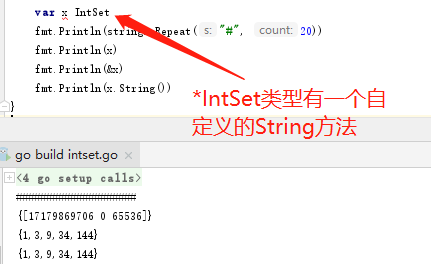 var x IntSet
fmt.Println(strings.Repeat( s: "#", count: 20))
fmt.Println(x)
fmt.Println(&x)
fmt.Println(x.String())
}
*IntSet类型有一个自
定义的String方法
go build intset.go ×
<4 go setup calls>
####################
{[17179869706 0 65536]}
{1,3,9,34,144}
{1,3,9,34,144}